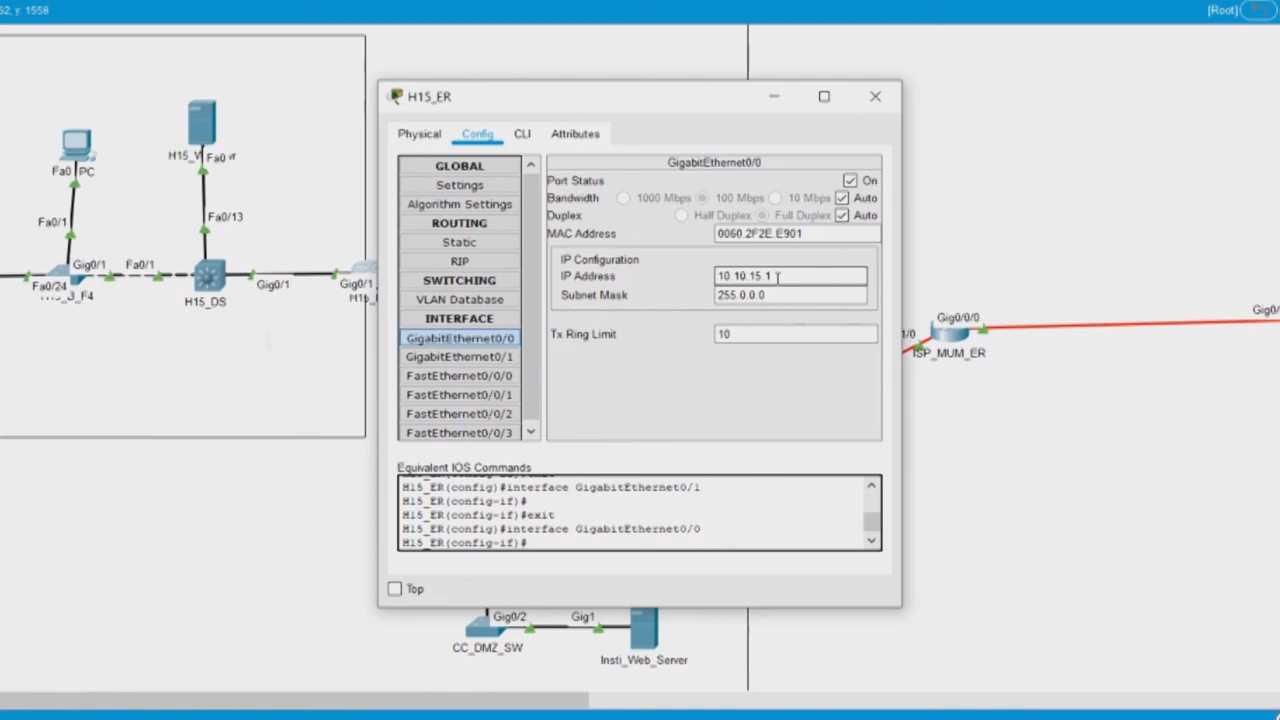 62, y: 1558
[Root]
H15_ER
Physical Config CLI Attributes
GLOBAL
Settings
Algorithm Settings
ROUTING
Static
RIP
SWITCHING
VLAN Database
INTERFACE
GigabitEthernet0/0
GigabitEthernet0/1
FastEthernet0/0/0
FastEthernet0/0/1
FastEthernet0/0/2
FastEthernet0/0/3
GigabitEthernet0/0
Port Status On
Bandwidth 1000 Mbps 100 Mbps 10 Mbps Auto
Duplex Half Duplex Full Duplex Auto
MAC Address 0060.2F2E.E901
IP Configuration
IP Address 10.10.15.1
Subnet Mask 255.0.0.0
Tx Ring Limit 10
Equivalent IOS Commands
H15_ER(config)#interface GigabitEthernet0/1
H15_ER(config-if)#
H15_ER(config-if)#exit
H15_ER(config)#interface GigabitEthernet0/0
H15_ER(config-if)#
Top
Fa0 PC
Fa0/1
Fa0/24
Gig0/1
Fa0/1
Fa0
Fa0/13
H15_DS
Gig0/1
Gig0/1
1/0
Gig0/0/0
ISP_MUM_ER
Gig0/
Gig0/2
Gig1
CC_DMZ_SW
Insti_Web_Server